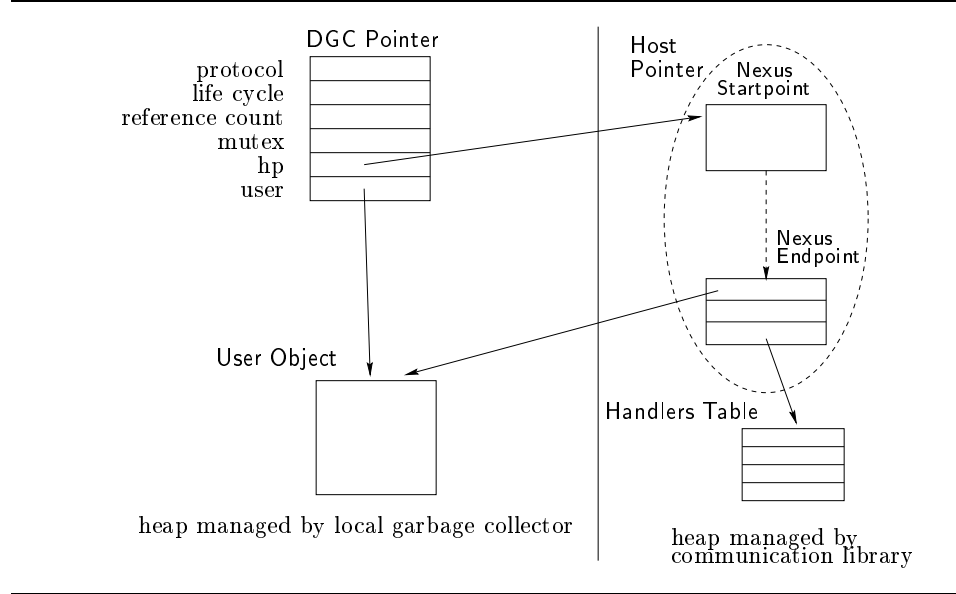 DGC Pointer
protocol
life cycle
reference count
mutex
hp
user
Host
Pointer
Nexus
Startpoint
Nexus
Endpoint
User Object
Handlers Table
heap managed by local garbage collector
heap managed by
communication library